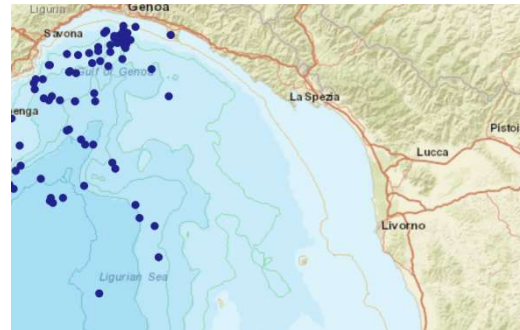 Liguria
Genoa
Savona
Gulf of Genoa
La Spezia
enga
Pistoi
Lucca
Livorno
Ligurian Sea